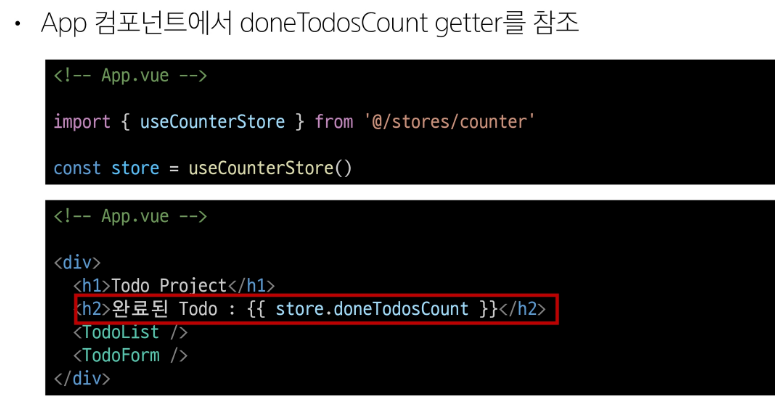 • App 컴포넌트에서 doneTodosCount getter를 참조
<!-- App.vue -->
import { useCounterStore } from '@/stores/counter'
const store = useCounterStore()
<!-- App.vue -->
<div>
  <h1>Todo Project</h1>
  <h2>완료된 Todo : {{ store.doneTodosCount }}</h2>
  <TodoList />
  <TodoForm />
</div>